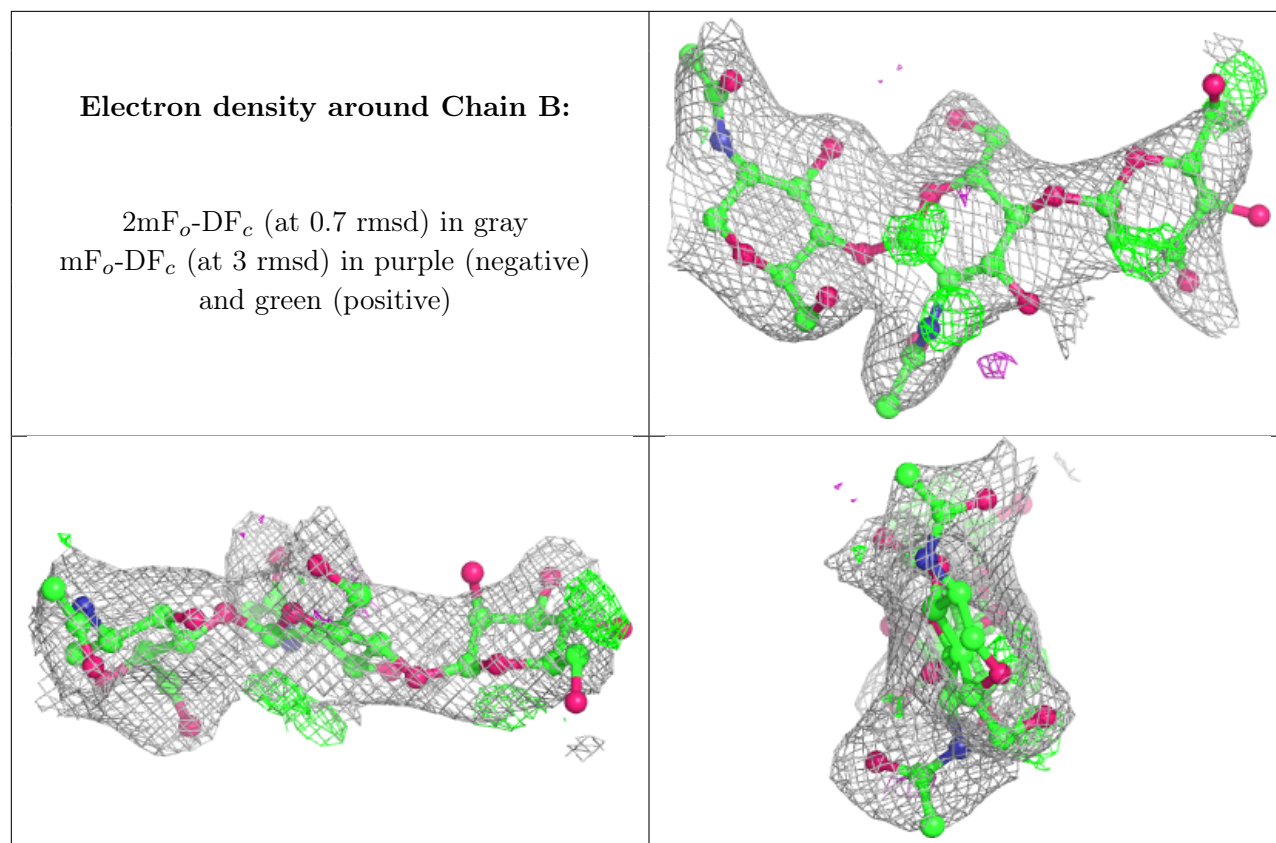 Electron density around Chain B:
2mFₒ-DF𝒸 (at 0.7 rmsd) in gray
mFₒ-DF𝒸 (at 3 rmsd) in purple (negative)
and green (positive)